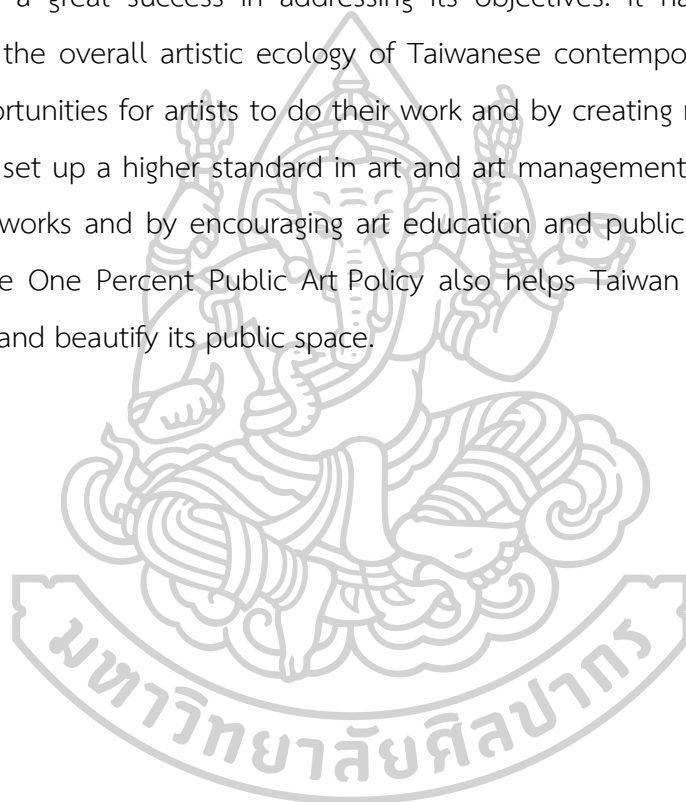 a great success in addressing its objectives. It
the overall artistic ecology of Taiwanese
opportunities for artists to do their work and by creating
set up a higher standard in art and art management
works and by encouraging art education and public
One Percent Public Art Policy also helps Taiwan
and beautify its public space.
มหาวิทยาลัยศิลปากร